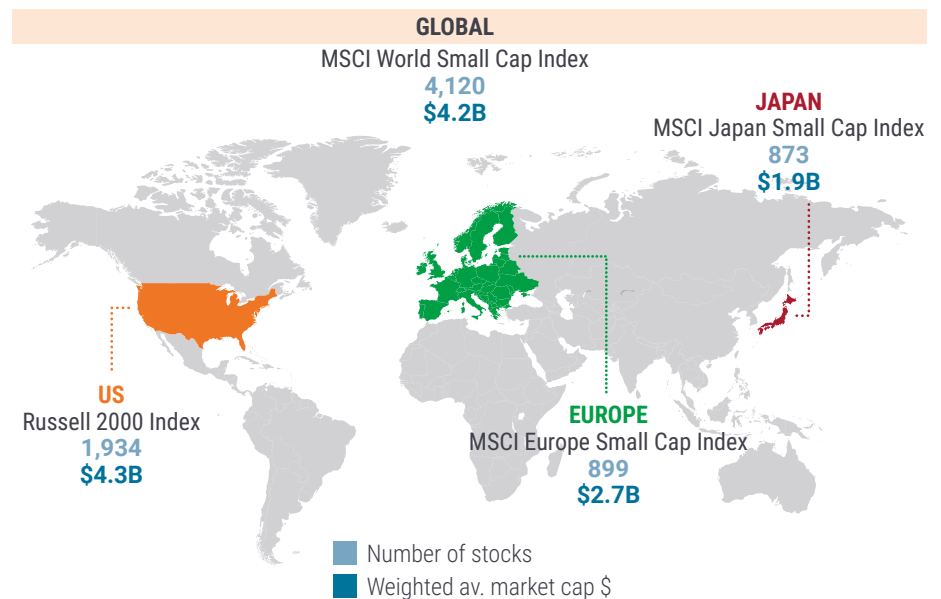 GLOBAL
MSCI World Small Cap Index
4,120
$4.2B
JAPAN
MSCI Japan Small Cap Index
873
$1.9B
US
Russell 2000 Index
1,934
$4.3B
EUROPE
MSCI Europe Small Cap Index
899
$2.7B
Number of stocks
Weighted av. market cap $